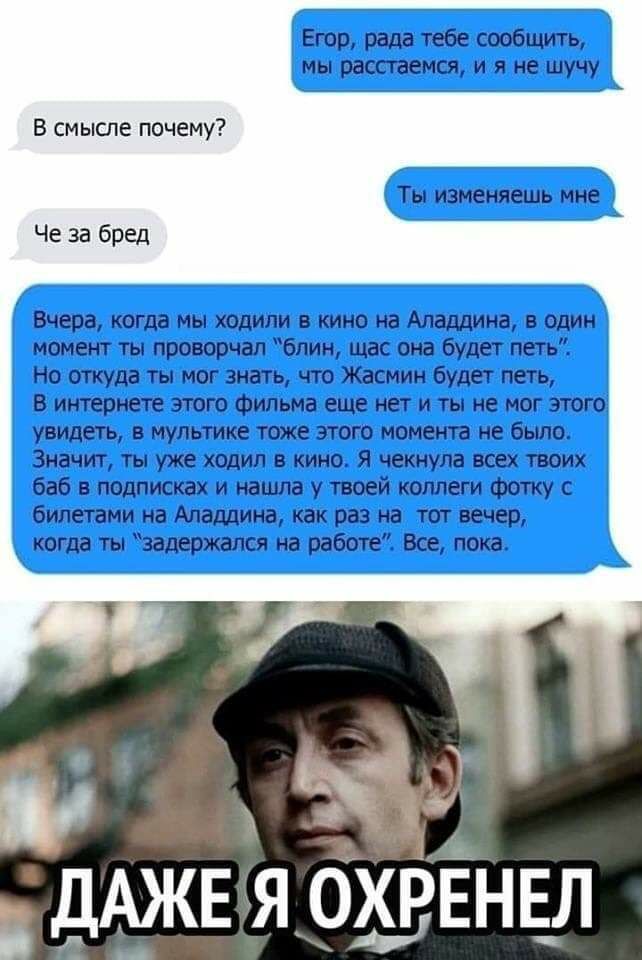 Егор, рада тебе сообщить,
мы расстаемся, и я не шучу
В смысле почему?
Ты изменяешь мне
Че за бред
Вчера, когда мы ходили в кино на Аладдина, в один
момент ты проворчал "блин, щас она будет петь".
Но откуда ты мог знать, что Жасмин будет петь,
В интернете этого фильма еще нет и ты не мог этого
увидеть, в мультике тоже этого момента не было.
Значит, ты уже ходил в кино. Я чекнула всех твоих
баб в подписках и нашла у твоей коллеги фотку с
билетами на Аладдина, как раз на тот вечер,
когда ты "задержался на работе". Все, пока.
ДАЖЕ Я ОХРЕНЕЛ